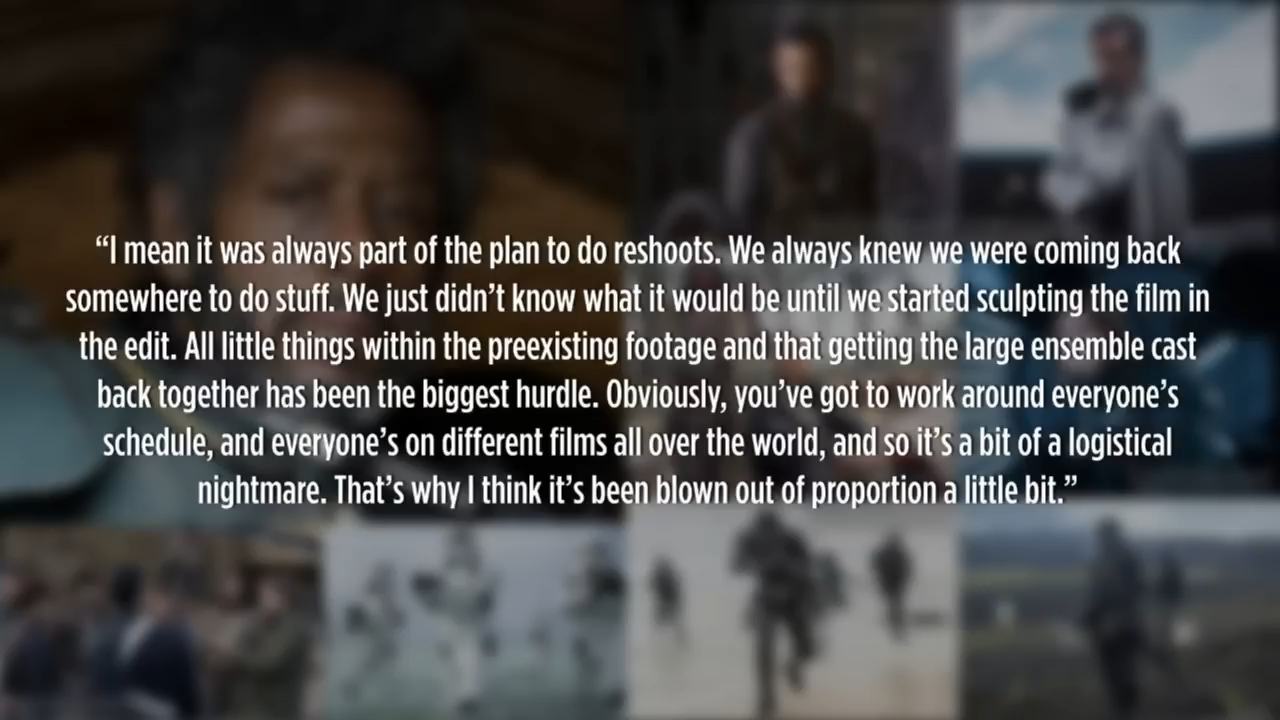 “I mean it was always part of the plan to do reshoots. We always knew we were coming back
somewhere to do stuff. We just didn’t know what it would be until we started sculpting the film in
the edit. All little things within the preexisting footage and that getting the large ensemble cast
back together has been the biggest hurdle. Obviously, you’ve got to work around everyone’s
schedule, and everyone’s on different films all over the world, and so it’s a bit of a logistical
nightmare. That’s why I think it’s been blown out of proportion a little bit.”